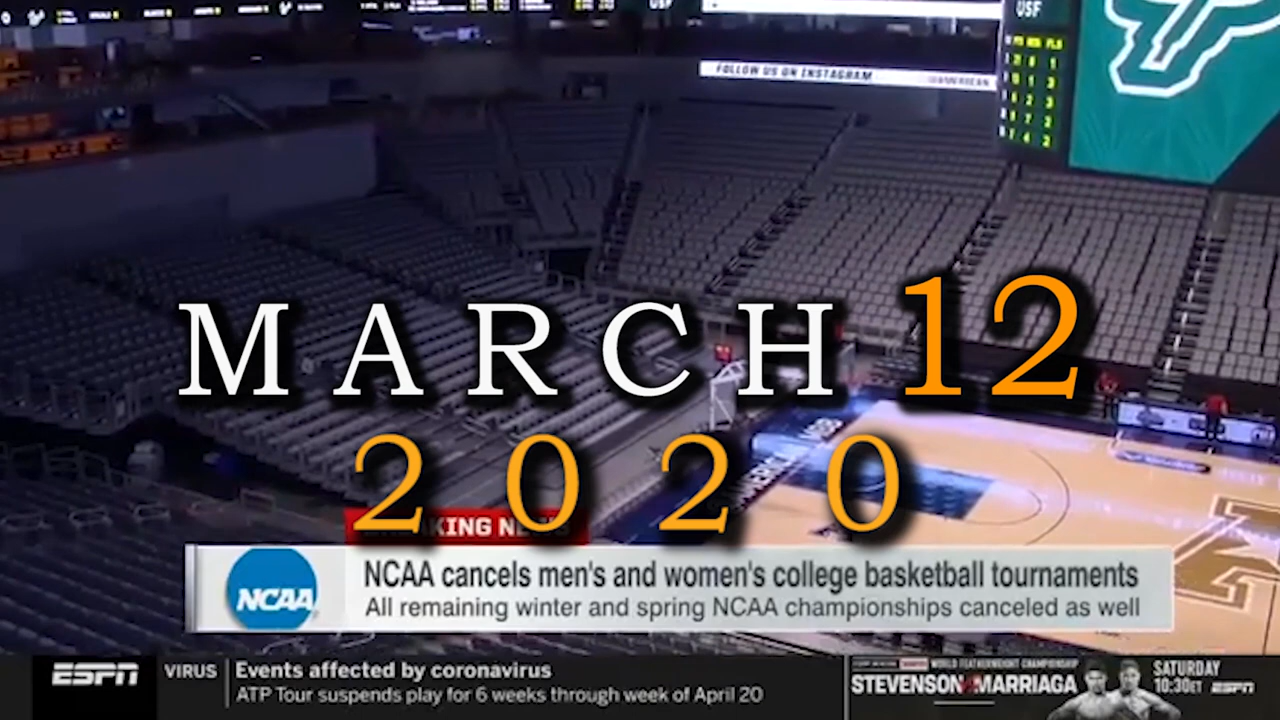 USF
USF
FOLLOW US ON INSTAGRAM
MARCH 12
2020
NCAA
NCAA cancels men's and women's college basketball tournaments
All remaining winter and spring NCAA championships canceled as well
ESPN
VIRUS
Events affected by coronavirus
ATP Tour suspends play for 6 weeks through week of April 20
WORLD FEATHERWEIGHT CHAMPIONSHIP
STEVENSON MARRIAGA
SATURDAY
10:30ET ESPN